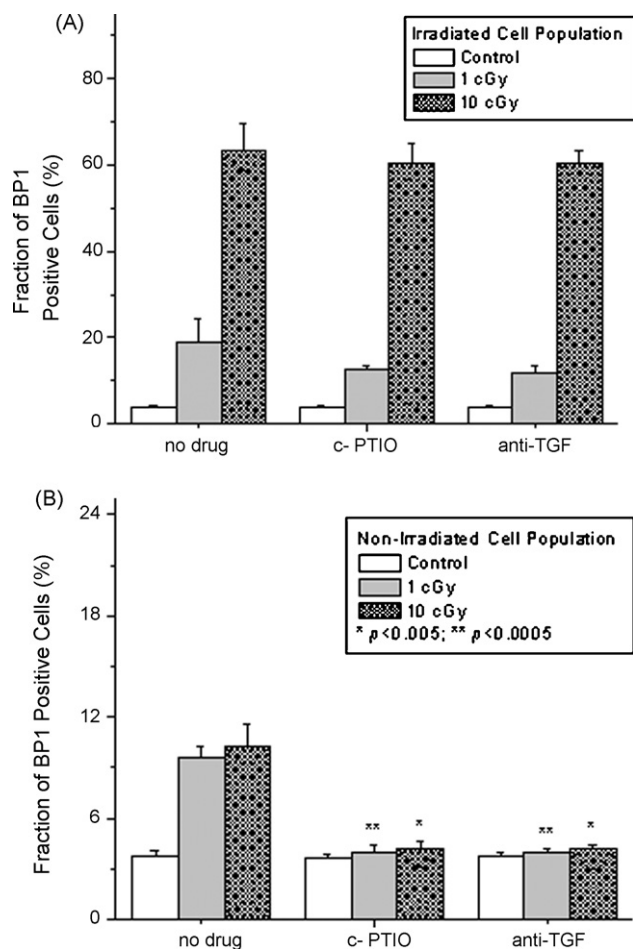 (A)
Irradiated Cell Population
Control
1 cGy
10 cGy
Fraction of BP1
Positive Cells (%)
80
60
40
20
0
no drug
c- PTIO
anti-TGF
(B)
Non-Irradiated Cell Population
Control
1 cGy
10 cGy
* p<0.005; ** p<0.0005
Fraction of BP1 Positive Cells (%)
24
18
12
6
0
** * ** *
no drug
c- PTIO
anti-TGF